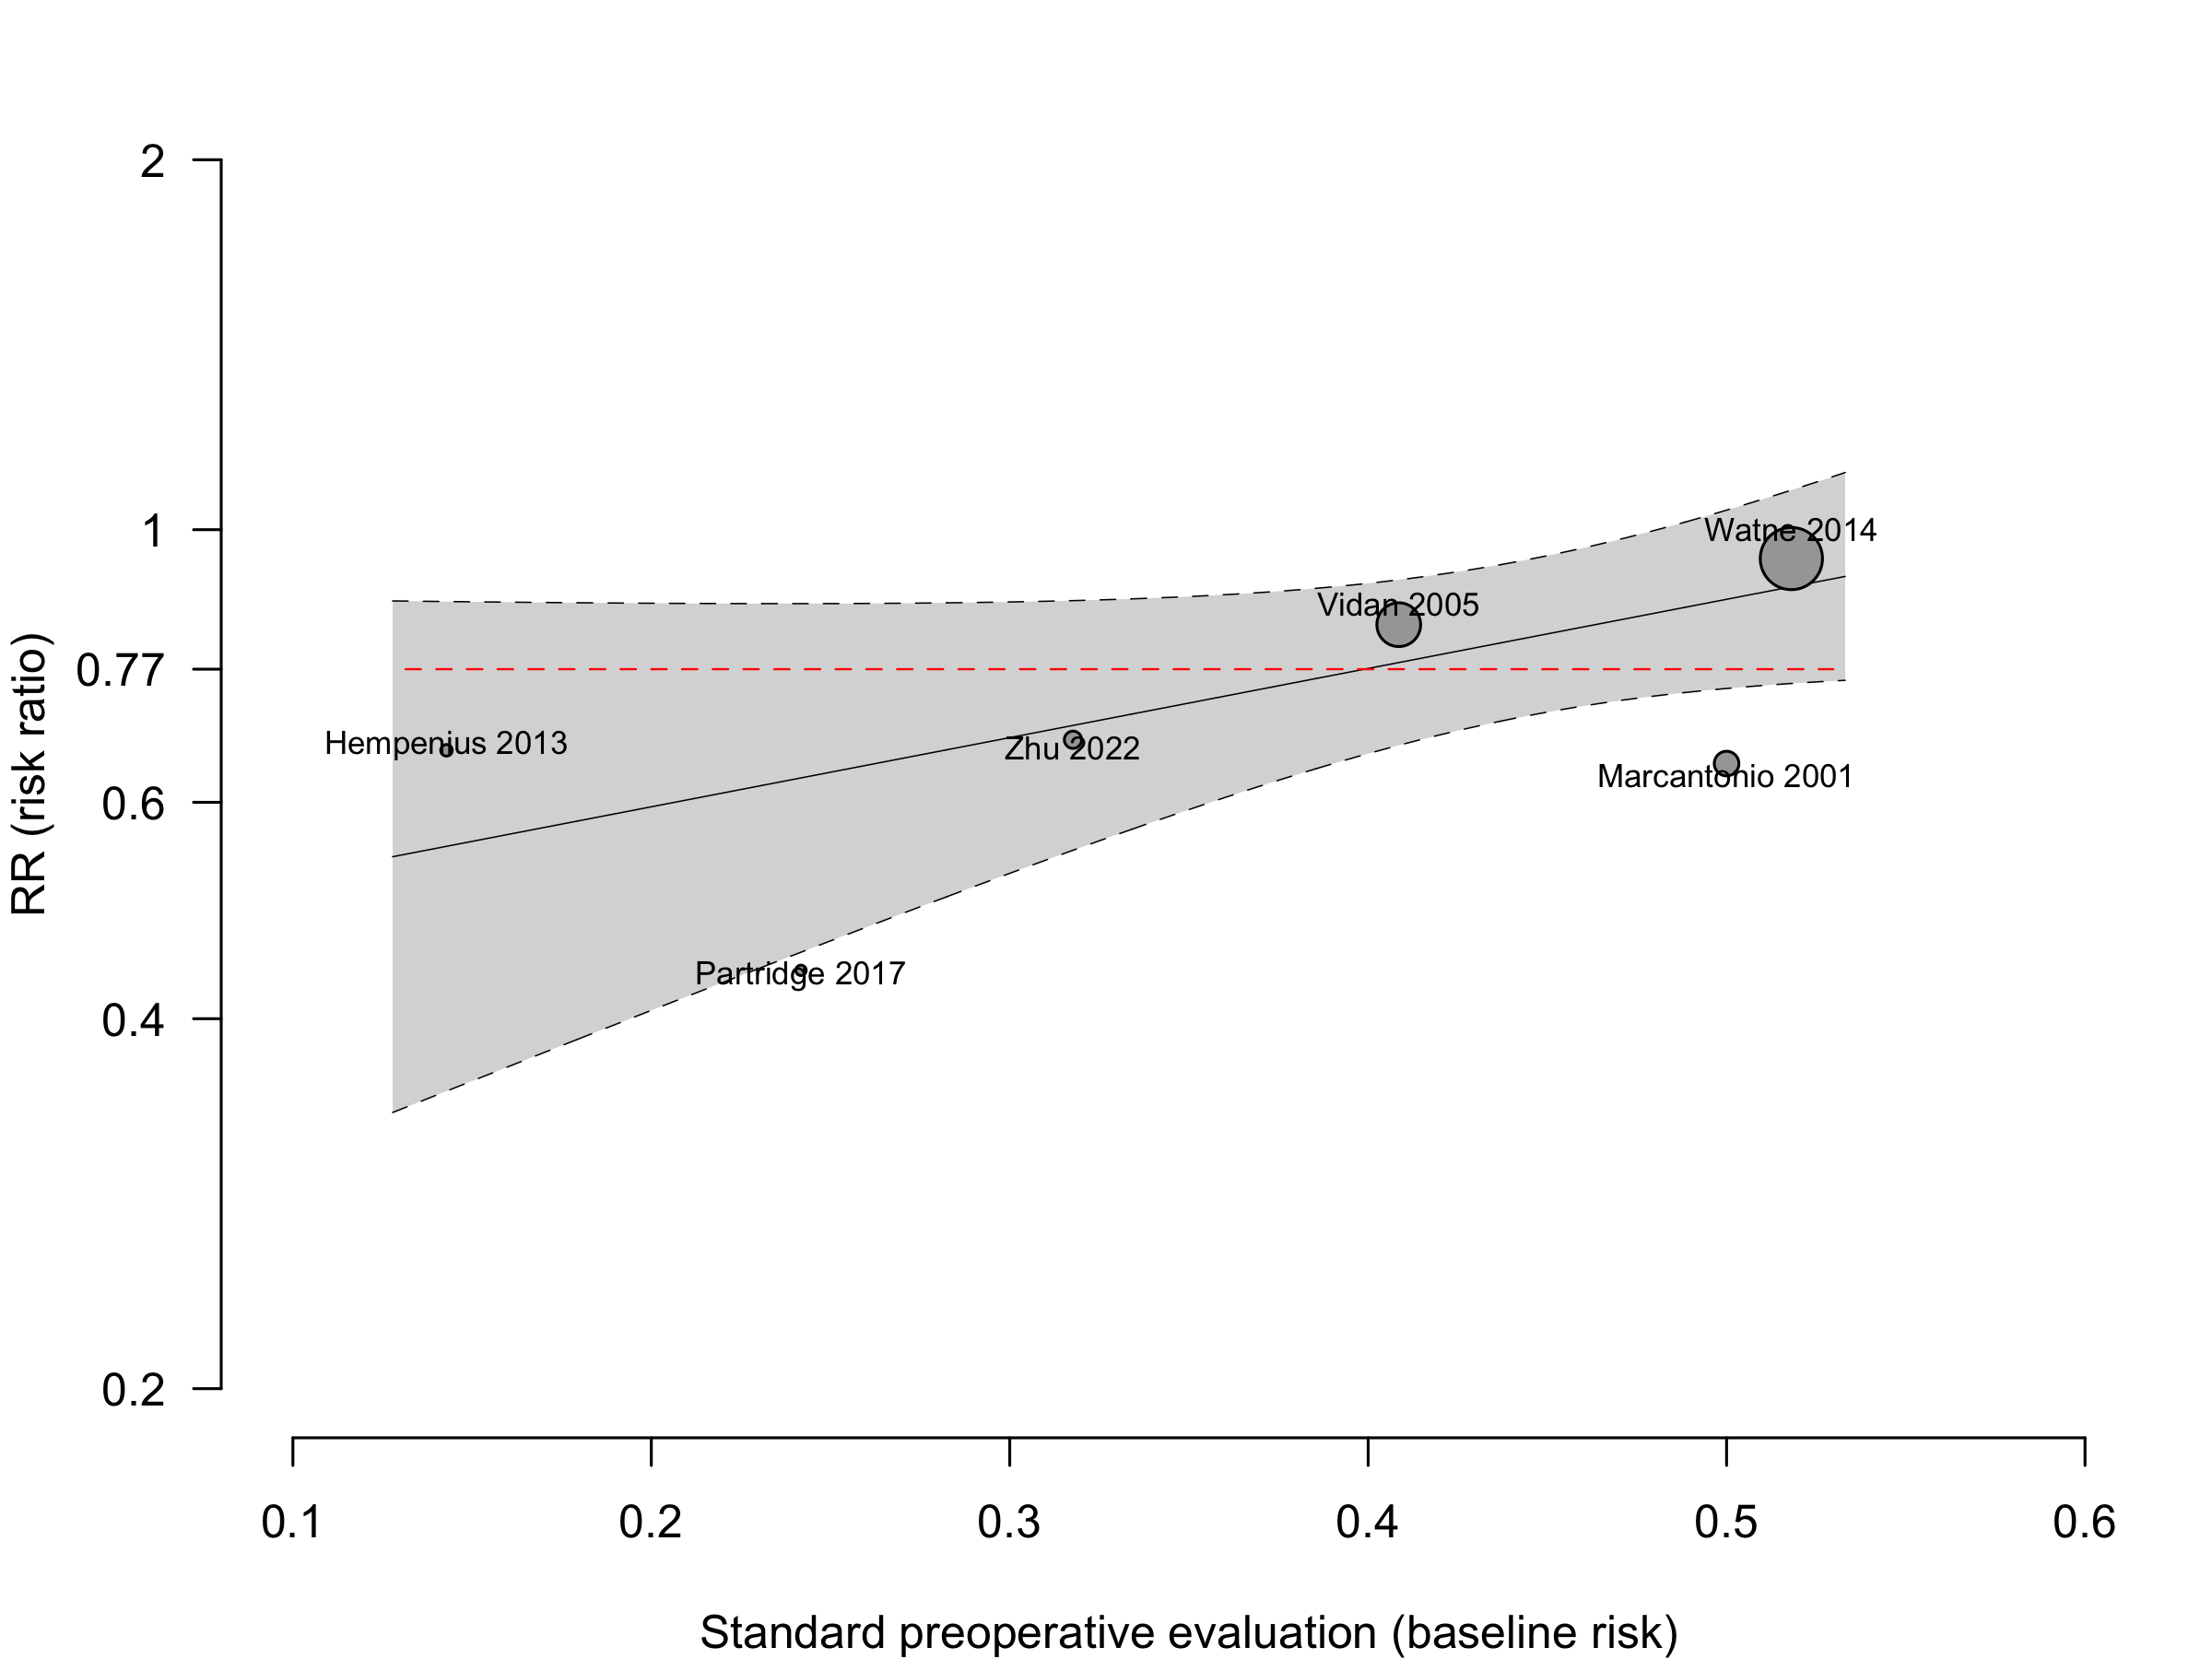 2
1
0.77
0.6
0.4
0.2
RR (risk ratio)
Watne 2014
Vidan 2005
Hempenius 2013
Zhu 2022
Marcantonio 2001
Partridge 2017
0.1 0.2 0.3 0.4 0.5 0.6
Standard preoperative evaluation (baseline risk)